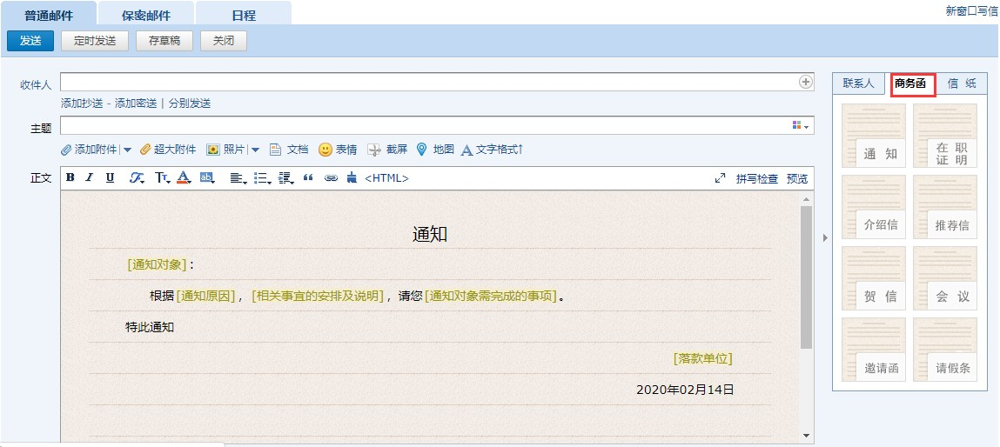 普通邮件 保密邮件 日程 新窗口写信
发送 定时发送 存草稿 关闭
收件人
添加抄送 - 添加密送 | 分别发送
主题
添加附件 | 超大附件 照片 | 文档 表情 截屏 地图 文字格式↑
正文 B I U <HTML> 拼写检查 预览
通知
[通知对象]：
根据[通知原因]，[相关事宜的安排及说明]，请您[通知对象需完成的事项]。
特此通知
[落款单位]
2020年02月14日
联系人 商务函 信 纸
通 知 在 职
证 明
介绍信 推荐信
贺 信 会 议
邀请函 请假条